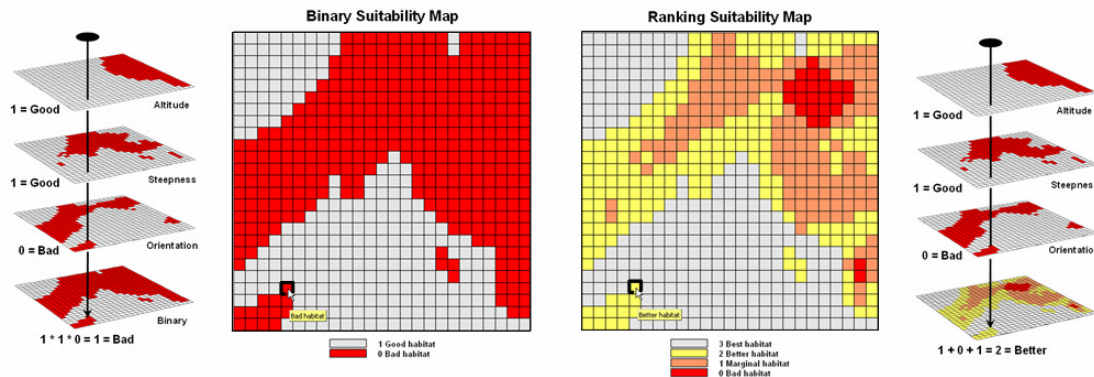 Binary Suitability Map
Ranking Suitability Map
1 = Good
Altitude
1 = Good
Steepness
0 = Bad
Orientation
Binary
1 * 1 * 0 = 1 = Bad
Bad habitat
1 Good habitat
0 Bad habitat
Better habitat
3 Best habitat
2 Better habitat
1 Marginal habitat
0 Bad habitat
1 = Good
Altitude
1 = Good
Steepness
0 = Bad
Orientation
1 + 0 + 1 = 2 = Better